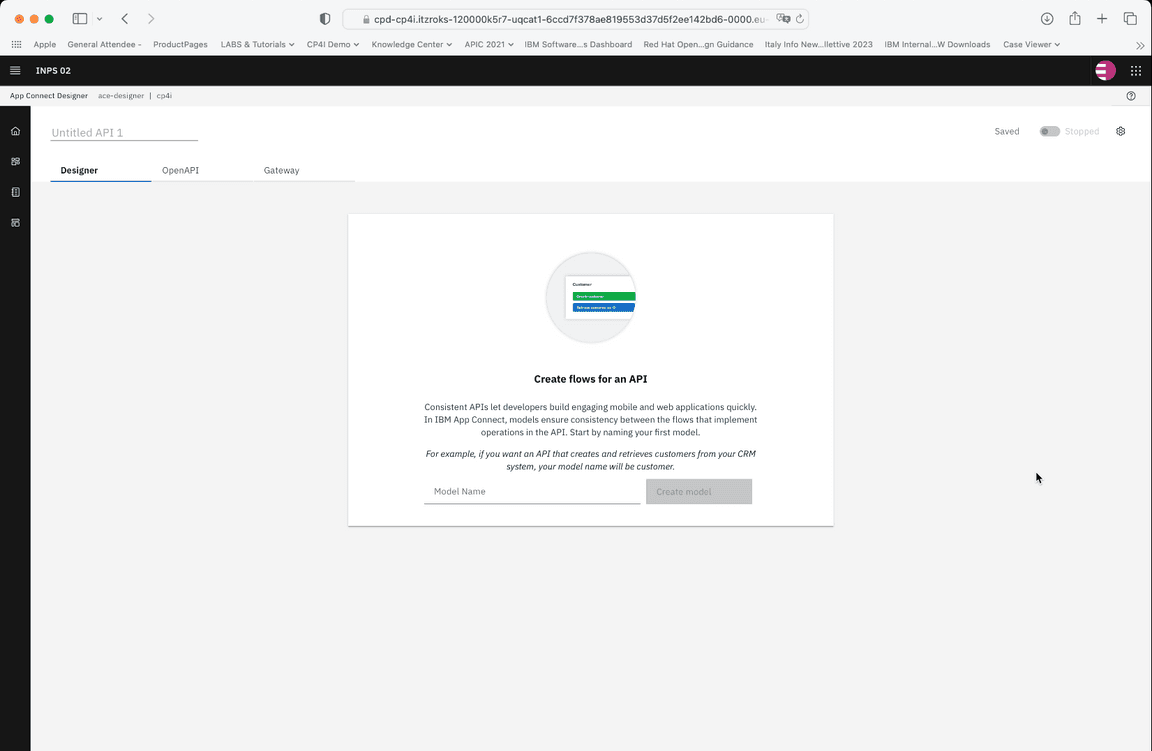 cpd-cp4i.itzroks-120000k5r7-uqcat1-6ccd7f378ae819553d37d5f2ee142bd6-0000.eu-
Apple General Attendee - ProductPages LABS & Tutorials CP4I Demo Knowledge Center APIC 2021 IBM Software...s Dashboard Red Hat Open...gn Guidance Italy Info New...llettive 2023 IBM Internal...W Downloads Case Viewer
INPS 02
App Connect Designer ace-designer | cp4i
Untitled API 1
Saved Stopped
Designer OpenAPI Gateway
Customer
Create customer
Retrieve customer by ID
Create flows for an API
Consistent APIs let developers build engaging mobile and web applications quickly.
In IBM App Connect, models ensure consistency between the flows that implement
operations in the API. Start by naming your first model.
For example, if you want an API that creates and retrieves customers from your CRM
system, your model name will be customer.
Model Name Create model